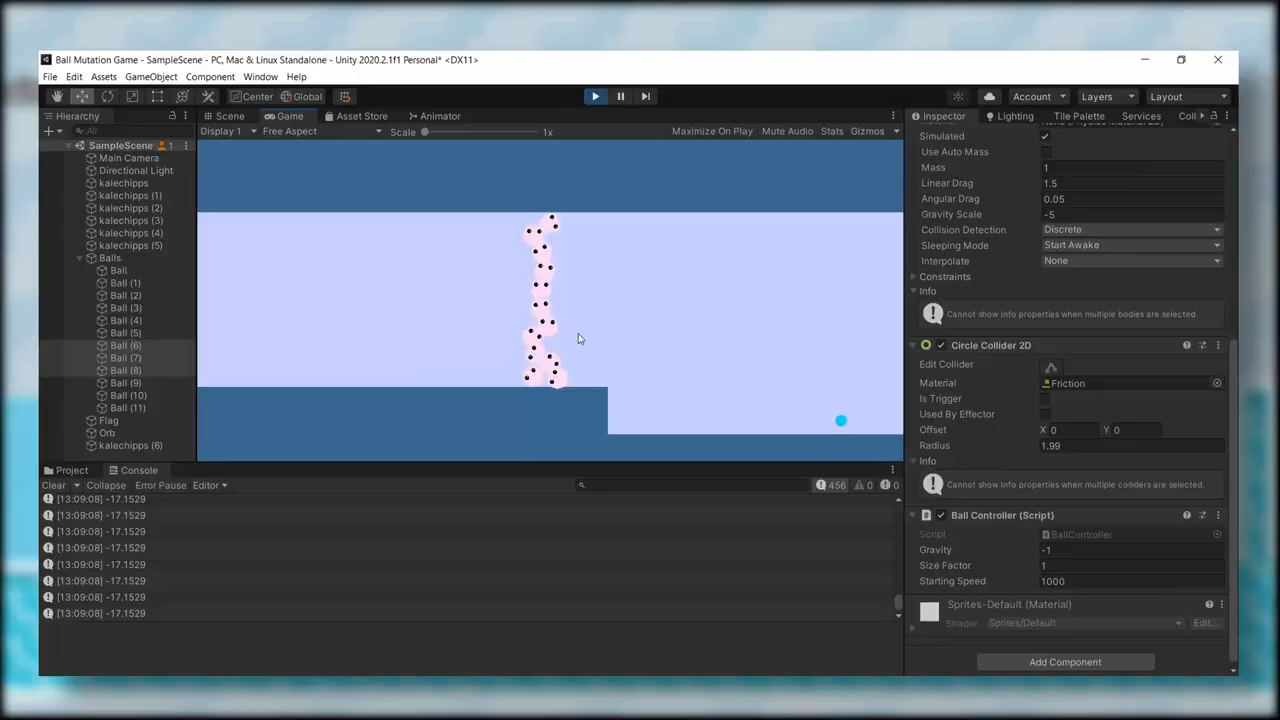 Ball Mutation Game - SampleScene - PC, Mac & Linux Standalone - Unity 2020.2.1f1 Personal* <DX11>
File Edit Assets GameObject Component Window Help
Center Global Account Layers Layout
Hierarchy Scene Game Asset Store Animator Inspector Lighting Tile Palette Services Coll
All Display 1 Free Aspect Scale 1x Maximize On Play Mute Audio Stats Gizmos
SampleScene 1
Main Camera
Directional Light
kalechipps
kalechipps (1)
kalechipps (2)
kalechipps (3)
kalechipps (4)
kalechipps (5)
Balls
Ball
Ball (1)
Ball (2)
Ball (3)
Ball (4)
Ball (5)
Ball (6)
Ball (7)
Ball (8)
Ball (9)
Ball (10)
Ball (11)
Flag
Orb
kalechipps (6)
Simulated
Use Auto Mass
Mass 1
Linear Drag 1.5
Angular Drag 0.05
Gravity Scale -5
Collision Detection Discrete
Sleeping Mode Start Awake
Interpolate None
Constraints
Info
Cannot show Info properties when multiple bodies are selected.
Circle Collider 2D
Edit Collider
Material Friction
Is Trigger
Used By Effector
Offset X 0 Y 0
Radius 1.99
Info
Cannot show Info properties when multiple colliders are selected.
Ball Controller (Script)
Script BallController
Gravity -1
Size Factor 1
Starting Speed 1000
Sprites-Default (Material)
Shader Sprites/Default Edit...
Add Component
Project Console
Clear Collapse Error Pause Editor 456 0 0
[13:09:08] -17.1529
[13:09:08] -17.1529
[13:09:08] -17.1529
[13:09:08] -17.1529
[13:09:08] -17.1529
[13:09:08] -17.1529
[13:09:08] -17.1529
[13:09:08] -17.1529